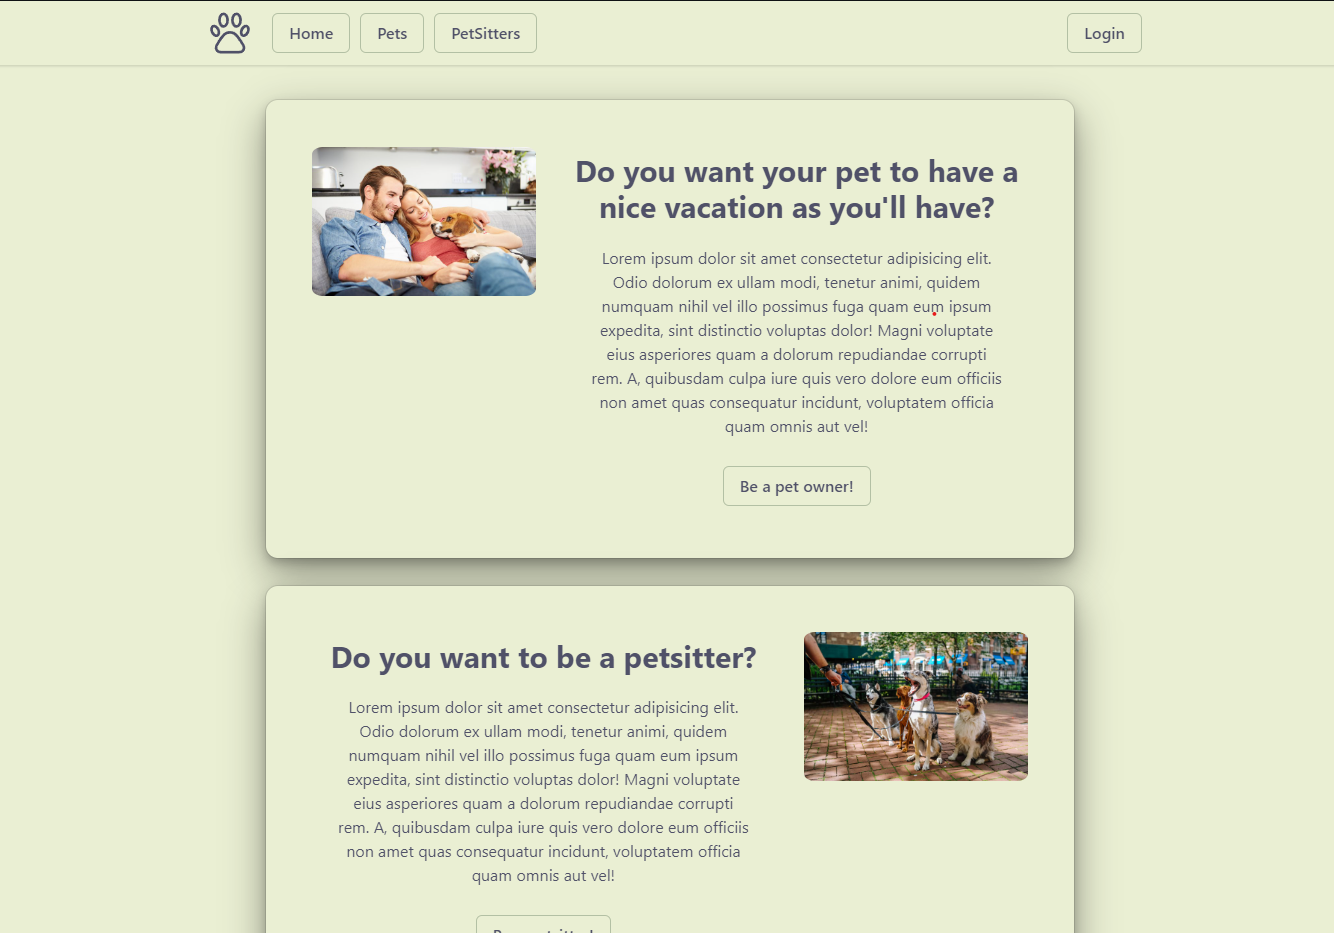 Home Pets PetSitters Login
Do you want your pet to have a
nice vacation as you'll have?
Lorem ipsum dolor sit amet consectetur adipisicing elit.
Odio dolorum ex ullam modi, tenetur animi, quidem
numquam nihil vel illo possimus fuga quam eum ipsum
expedita, sint distinctio voluptas dolor! Magni voluptate
eius asperiores quam a dolorum repudiandae corrupti
rem. A, quibusdam culpa iure quis vero dolore eum officiis
non amet quas consequatur incidunt, voluptatem officia
quam omnis aut vel!
Be a pet owner!
Do you want to be a petsitter?
Lorem ipsum dolor sit amet consectetur adipisicing elit.
Odio dolorum ex ullam modi, tenetur animi, quidem
numquam nihil vel illo possimus fuga quam eum ipsum
expedita, sint distinctio voluptas dolor! Magni voluptate
eius asperiores quam a dolorum repudiandae corrupti
rem. A, quibusdam culpa iure quis vero dolore eum officiis
non amet quas consequatur incidunt, voluptatem officia
quam omnis aut vel!